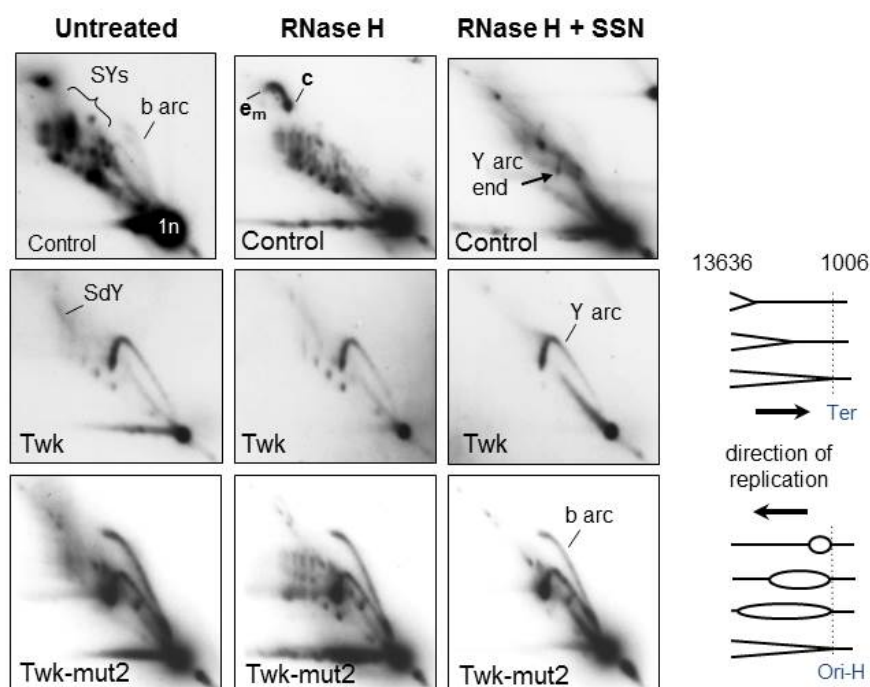 Untreated RNase H RNase H + SSN
SYs
b arc
1n
Control
em c
Control
Y arc
end
Control
SdY
Twk
Twk
Y arc
Twk
Twk-mut2
Twk-mut2
b arc
Twk-mut2
13636 1006
Ter
direction of
replication
Ori-H